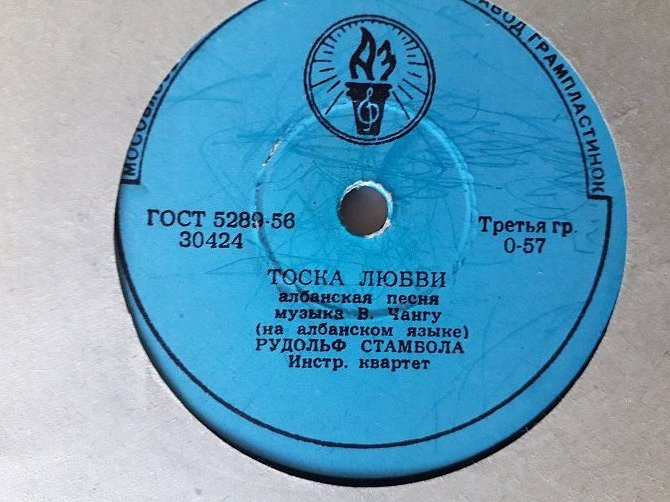 АЗ
ЗАВОД ГРАМПЛАСТИНОК
ГОСТ 5289-56
30424
Третья гр.
0-57
ТОСКА ЛЮБВИ
албанская песня
музыка В. Чангу
(на албанском языке)
РУДОЛЬФ СТАМБОЛА
Инстр. квартет